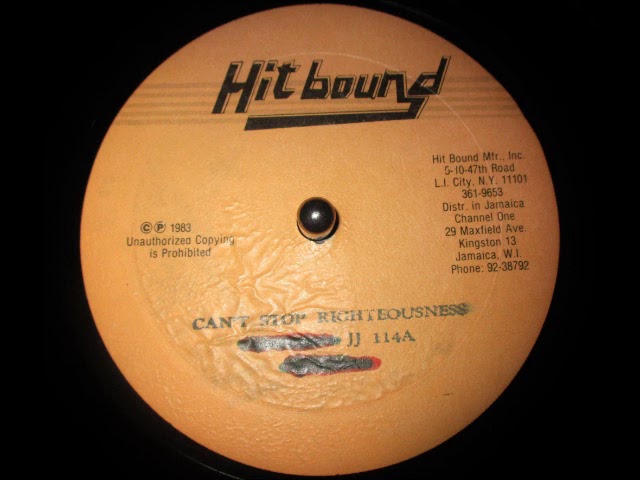 Hit bound
Hit Bound Mfr., Inc.
5-10-47th Road
L.I. City, N.Y. 11101
361-9653
Distr. in Jamaica
Channel One
29 Maxfield Ave.
Kingston 13
Jamaica, W.I.
Phone: 92-38792
©℗ 1983
Unauthorized Copying
is Prohibited
CAN'T STOP RIGHTEOUSNESS
JJ 114A